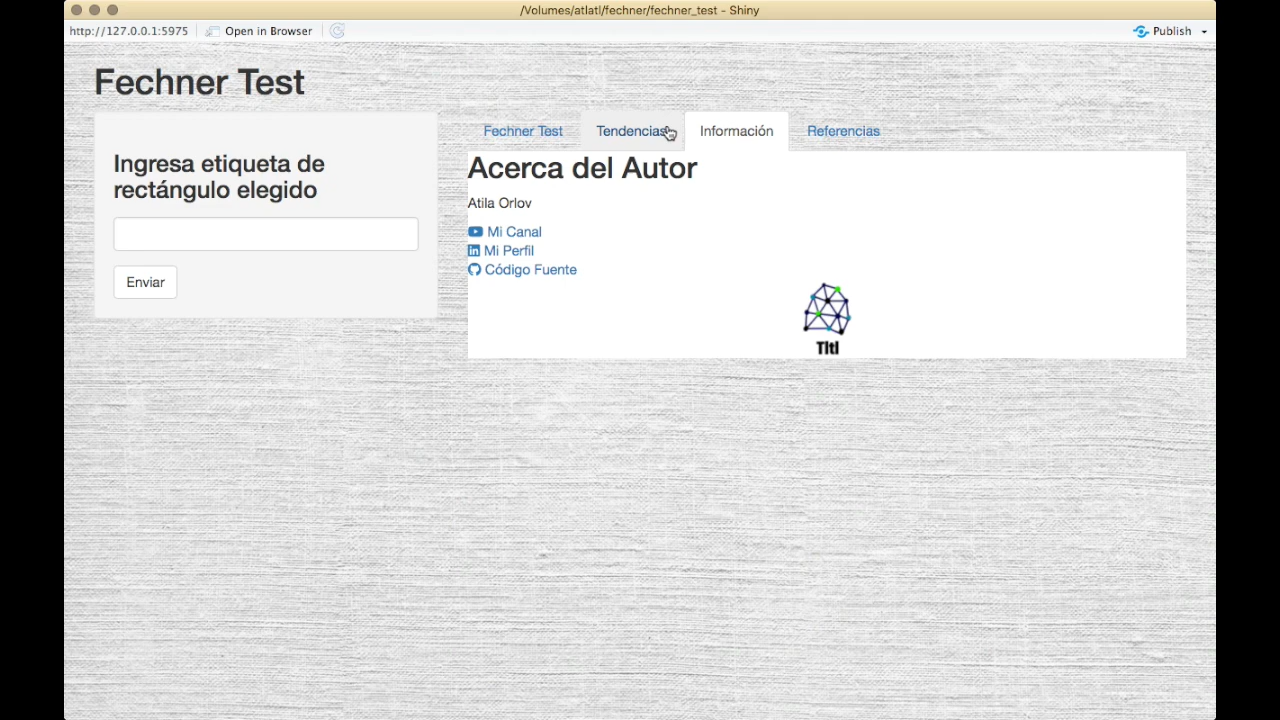 /Volumes/atlatl/fechner/fechner_test - Shiny
http://127.0.0.1:5975 Open in Browser Publish
Fechner Test
Fechner Test Tendencias Información Referencias
Ingresa etiqueta de
rectángulo elegido
Enviar
Acerca del Autor
Atila Orlov
Mi Canal
Mi Perfil
Código Fuente
Tltl